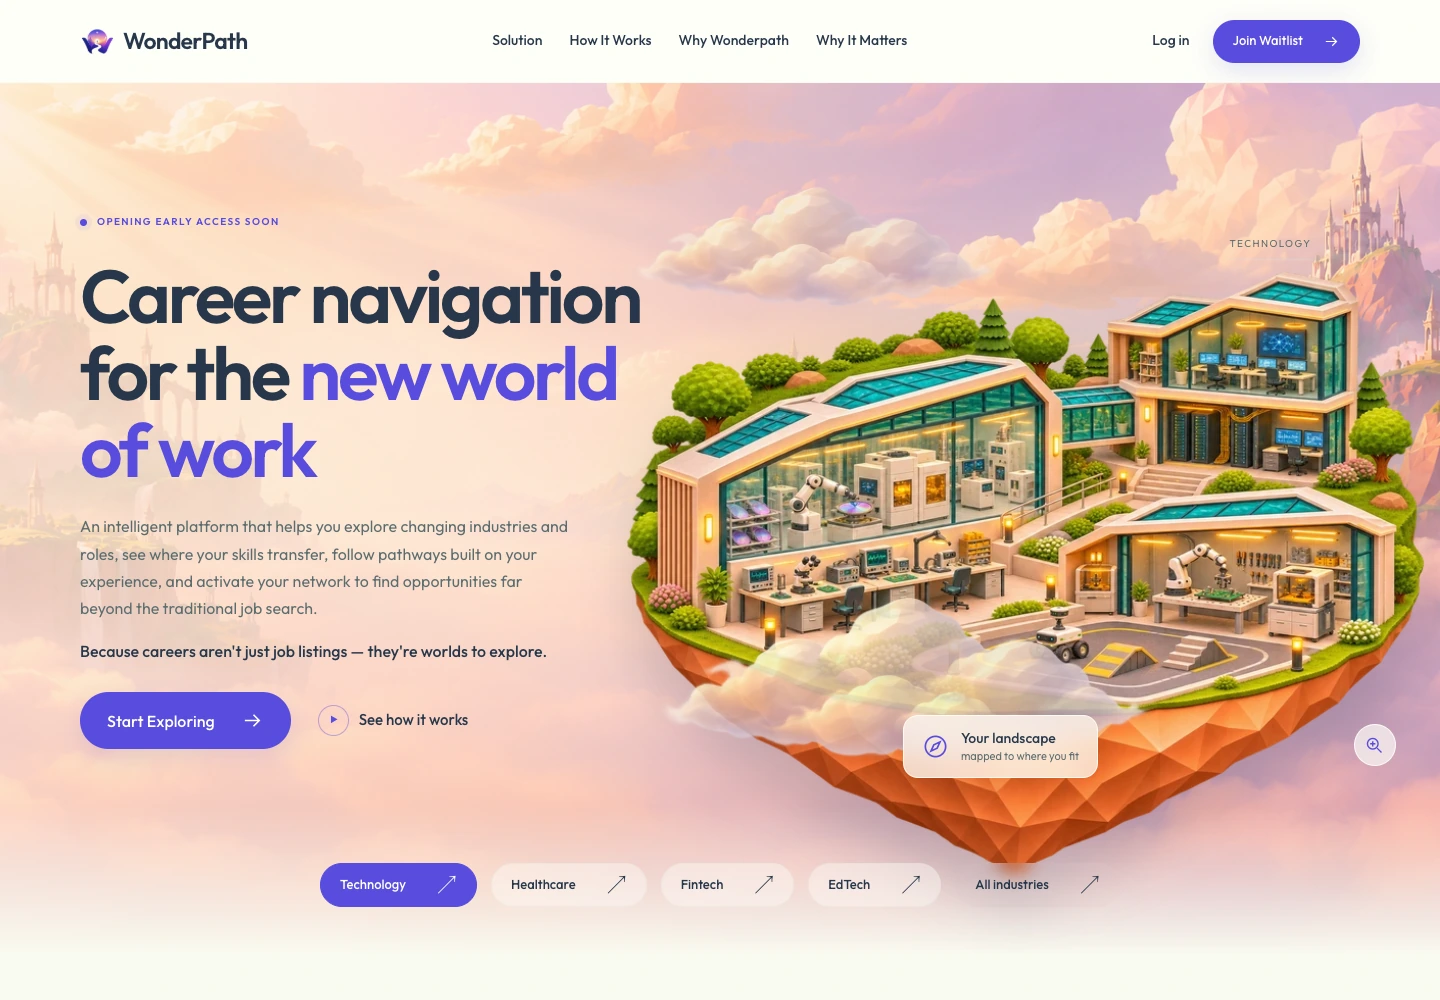 WonderPath
Solution
How It Works
Why Wonderpath
Why It Matters
Log in
Join Waitlist
OPENING EARLY ACCESS SOON
TECHNOLOGY
Career navigation
for the new world
of work
An intelligent platform that helps you explore changing industries and
roles, see where your skills transfer, follow pathways built on your
experience, and activate your network to find opportunities far
beyond the traditional job search.
Because careers aren't just job listings — they're worlds to explore.
Start Exploring
See how it works
Your landscape
mapped to where you fit
Technology
Healthcare
Fintech
EdTech
All industries